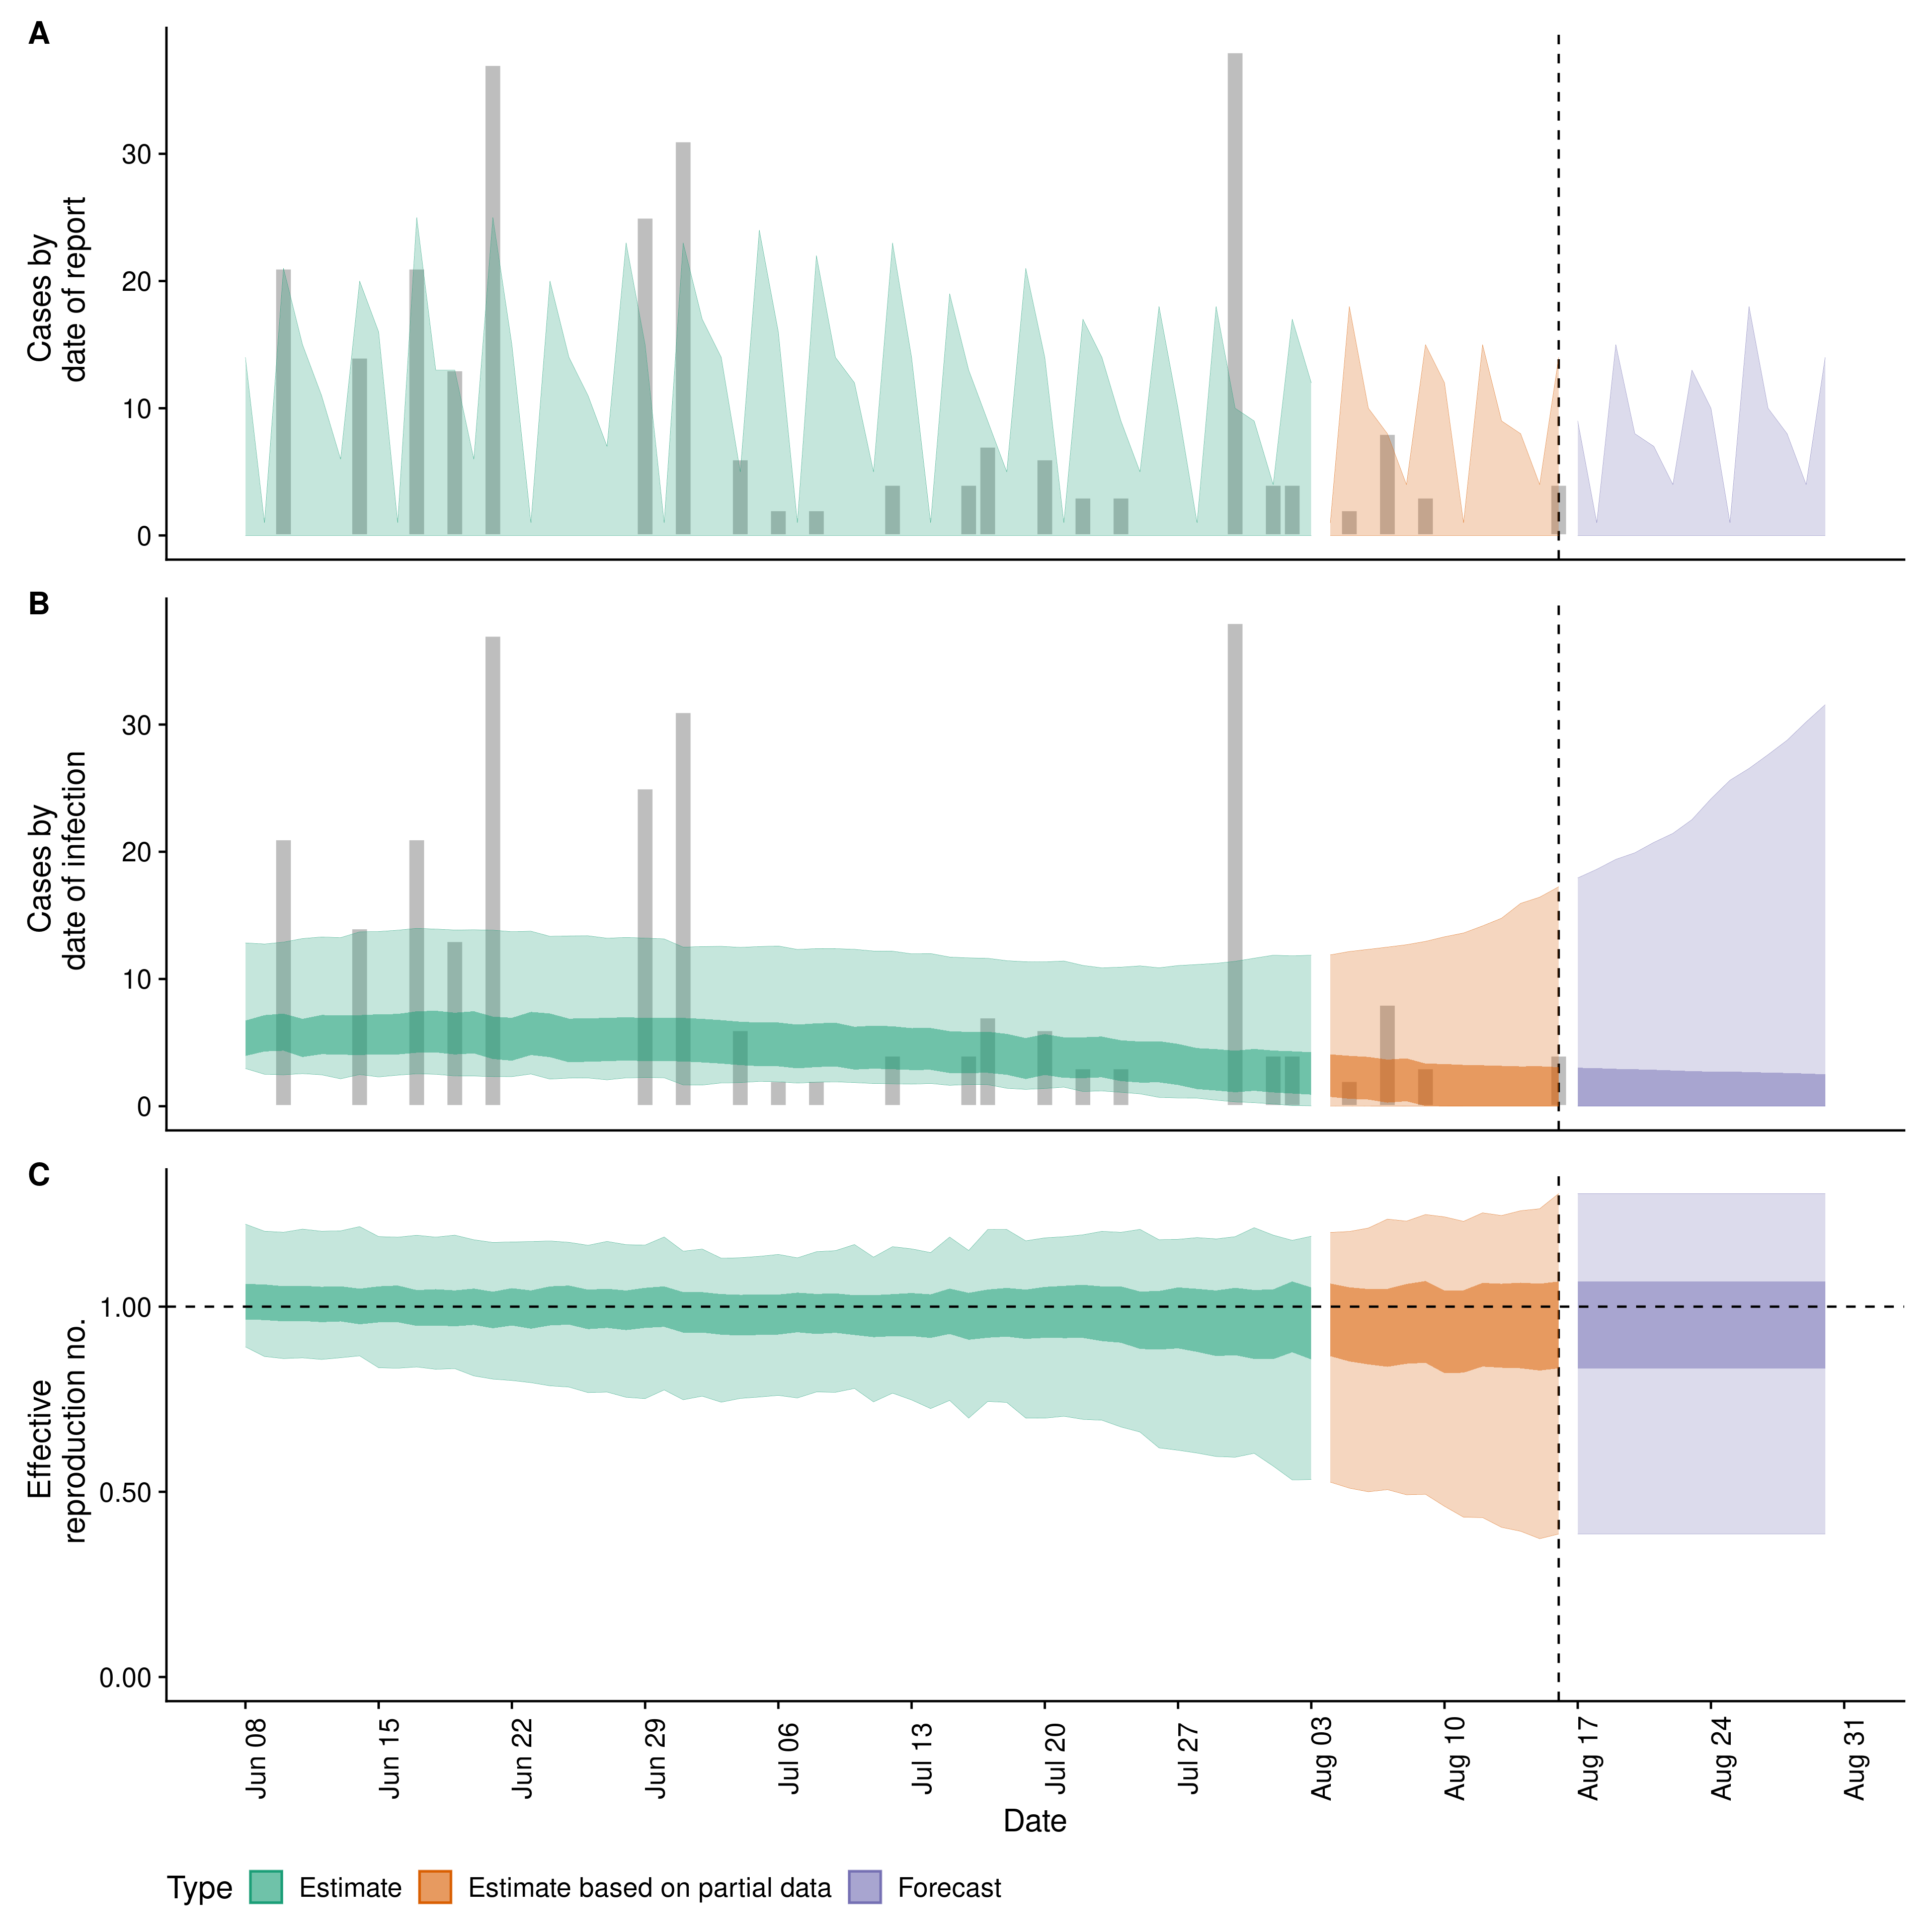 A
Cases by
date of report
30
20
10
0
B
Cases by
date of infection
30
20
10
0
C
Effective
reproduction no.
1.00
0.50
0.00
Jun 08
Jun 15
Jun 22
Jun 29
Jul 06
Jul 13
Jul 20
Jul 27
Aug 03
Aug 10
Aug 17
Aug 24
Aug 31
Date
Type Estimate Estimate based on partial data Forecast